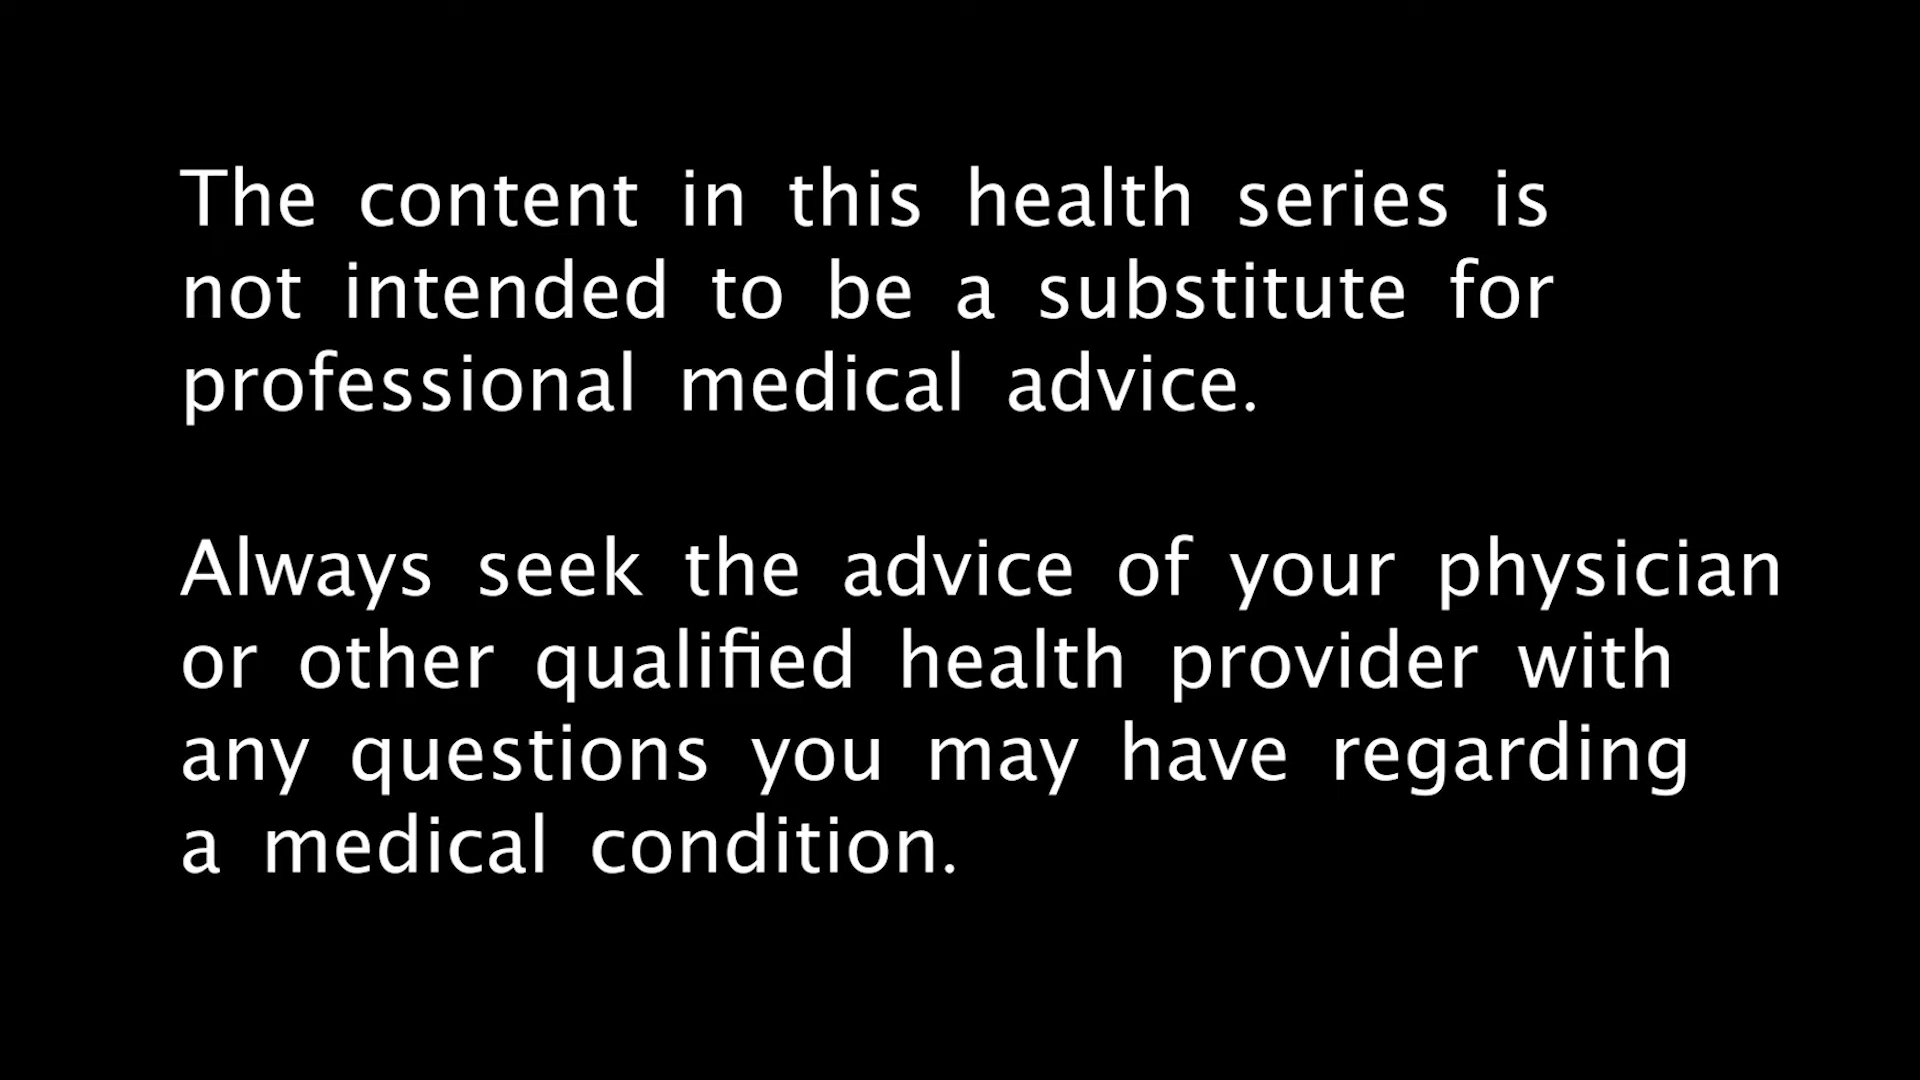 The content in this health series is
not intended to be a substitute for
professional medical advice.
Always seek the advice of your physician
or other qualified health provider with
any questions you may have regarding
a medical condition.